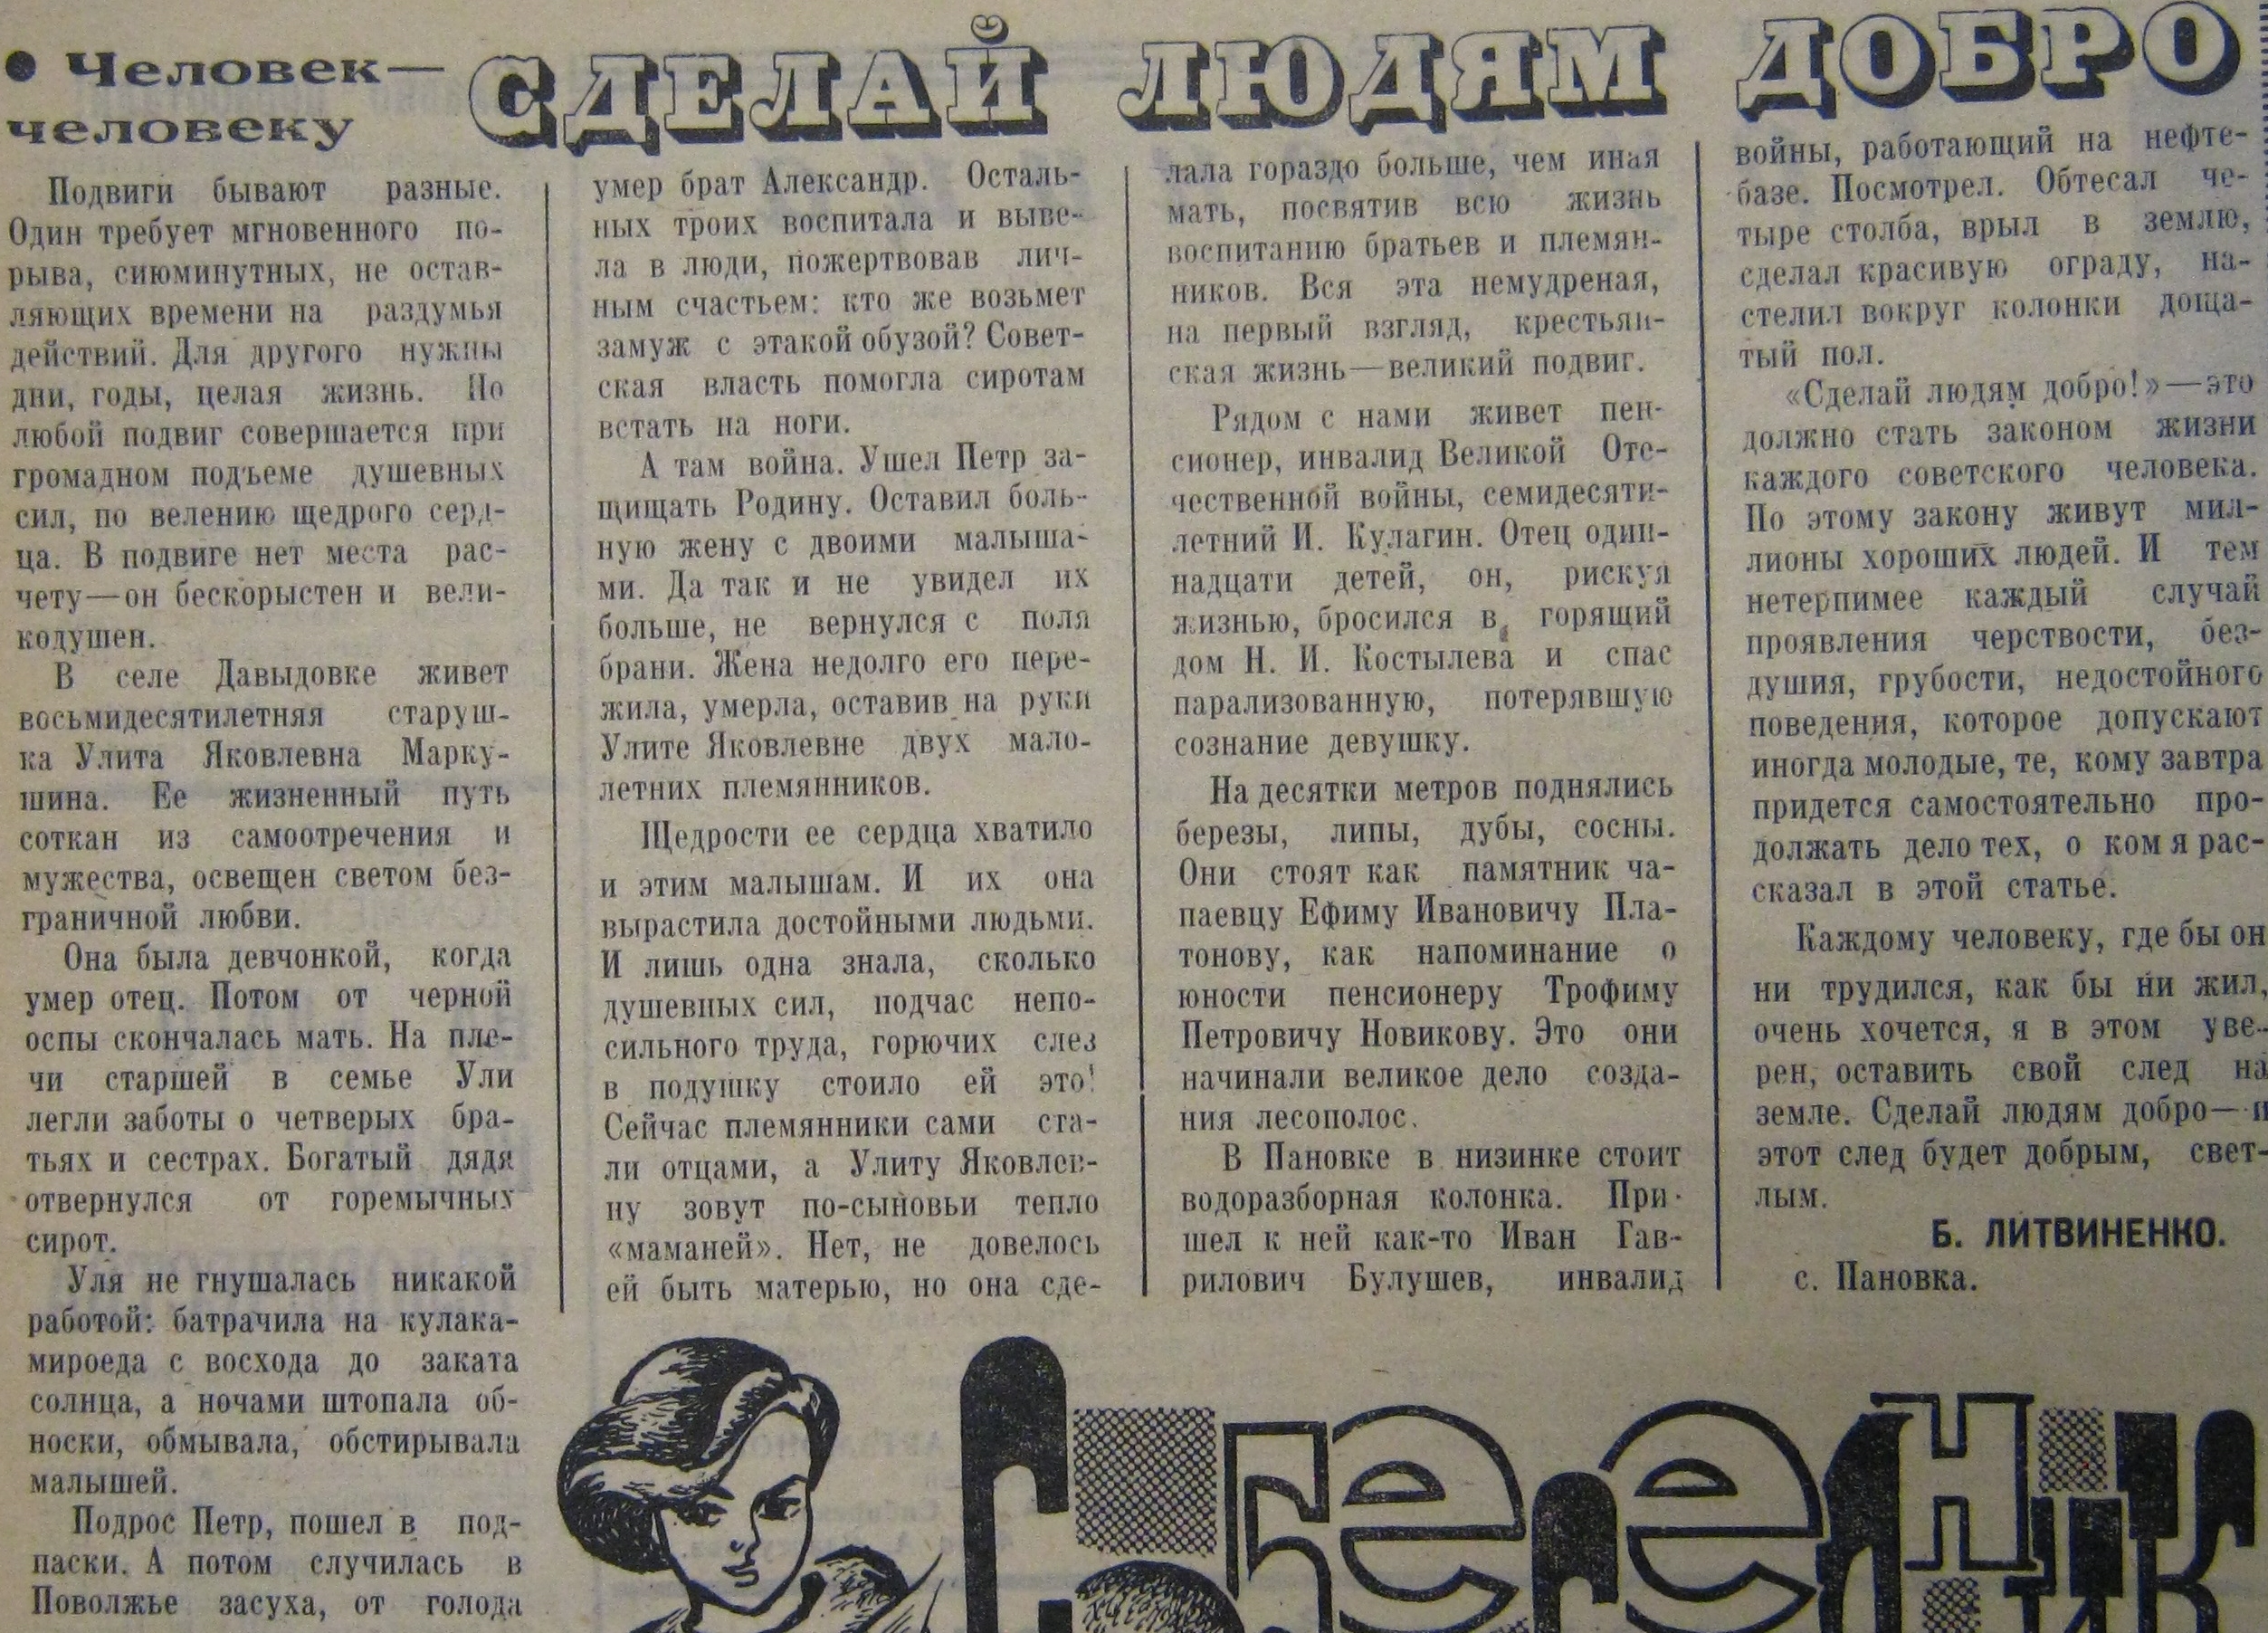 ● Человек—
человеку
СДЕЛАЙ ЛЮДЯМ ДОБРО
Подвиги бывают разные.
Один требует мгновенного по-
рыва, сиюминутных, не остав-
ляющих времени на раздумья
действий. Для другого нужны
дни, годы, целая жизнь. Но
любой подвиг совершается при
громадном подъеме душевных
сил, по велению щедрого серд-
ца. В подвиге нет места рас-
чету—он бескорыстен и вели-
кодушен.
В селе Давыдовке живет
восьмидесятилетняя старуш-
ка Улита Яковлевна Марку-
шина. Ее жизненный путь
соткан из самоотречения и
мужества, освещен светом без-
граничной любви.
Она была девчонкой, когда
умер отец. Потом от черной
оспы скончалась мать. На пле-
чи старшей в семье Ули
легли заботы о четверых бра-
тьях и сестрах. Богатый дядя
отвернулся от горемычных
сирот.
Уля не гнушалась никакой
работой: батрачила на кулака-
мироеда с восхода до заката
солнца, а ночами штопала об-
носки, обмывала, обстирывала
малышей.
Подрос Петр, пошел в под-
паски. А потом случилась в
Поволжье засуха, от голода
умер брат Александр. Осталь-
ных троих воспитала и выве-
ла в люди, пожертвовав лич-
ным счастьем: кто же возьмет
замуж с этакой обузой? Совет-
ская власть помогла сиротам
встать на ноги.
А там война. Ушел Петр за-
щищать Родину. Оставил боль-
ную жену с двоими малыша-
ми. Да так и не увидел их
больше, не вернулся с поля
брани. Жена недолго его пере-
жила, умерла, оставив на руки
Улите Яковлевне двух мало-
летних племянников.
Щедрости ее сердца хватило
и этим малышам. И их она
вырастила достойными людьми.
И лишь одна знала, сколько
душевных сил, подчас непо-
сильного труда, горючих слез
в подушку стоило ей это!
Сейчас племянники сами ста-
ли отцами, а Улиту Яковлев-
ну зовут по-сыновьи тепло
«маманей». Нет, не довелось
ей быть матерью, но она сде-
лала гораздо больше, чем иная
мать, посвятив всю жизнь
воспитанию братьев и племян-
ников. Вся эта немудреная,
на первый взгляд, крестьян-
ская жизнь—великий подвиг.
Рядом с нами живет пен-
сионер, инвалид Великой Оте-
чественной войны, семидесяти-
летний И. Кулагин. Отец один-
надцати детей, он, рискуя
жизнью, бросился в горящий
дом Н. И. Костылева и спас
парализованную, потерявшую
сознание девушку.
На десятки метров поднялись
березы, липы, дубы, сосны.
Они стоят как памятник ча-
паевцу Ефиму Ивановичу Пла-
тонову, как напоминание о
юности пенсионеру Трофиму
Петровичу Новикову. Это они
начинали великое дело созда-
ния лесополос.
В Пановке в низинке стоит
водоразборная колонка. При-
шел к ней как-то Иван Гав-
рилович Булушев, инвалид
войны, работающий на нефте-
базе. Посмотрел. Обтесал че-
тыре столба, врыл в землю,
сделал красивую ограду, на-
стелил вокруг колонки доща-
тый пол.
«Сделай людям добро!»—это
должно стать законом жизни
каждого советского человека.
По этому закону живут мил-
лионы хороших людей. И тем
нетерпимее каждый случай
проявления черствости, без-
душия, грубости, недостойного
поведения, которое допускают
иногда молодые, те, кому завтра
придется самостоятельно про-
должать дело тех, о ком я рас-
сказал в этой статье.
Каждому человеку, где бы он
ни трудился, как бы ни жил,
очень хочется, я в этом уве-
рен, оставить свой след на
земле. Сделай людям добро—и
этот след будет добрым, свет-
лым.
Б. ЛИТВИНЕНКО.
с. Пановка.